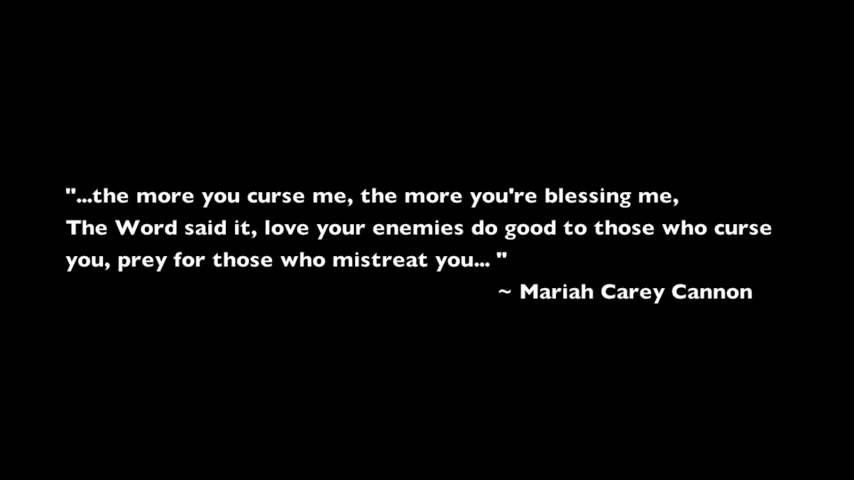 "...the more you curse me, the more you're blessing me,
The Word said it, love your enemies do good to those who curse
you, prey for those who mistreat you... "
~ Mariah Carey Cannon